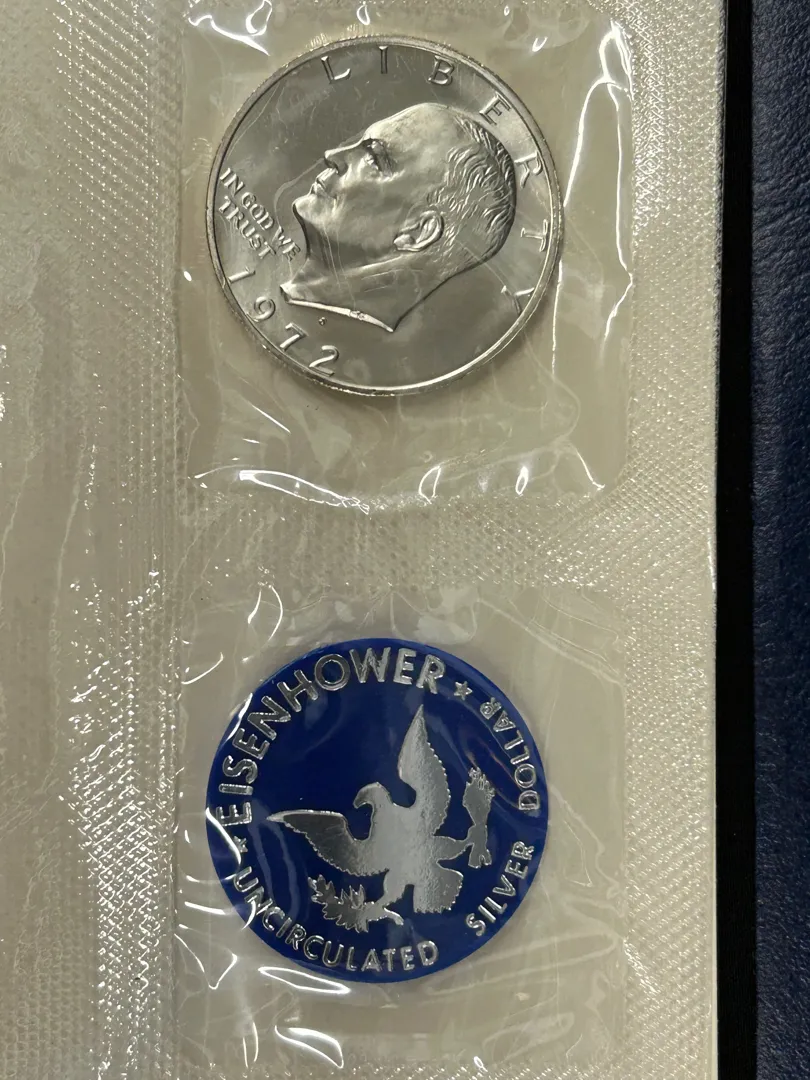 LIBERTY
IN GOD WE
TRUST
S
1972
EISENHOWER
UNCIRCULATED SILVER DOLLAR